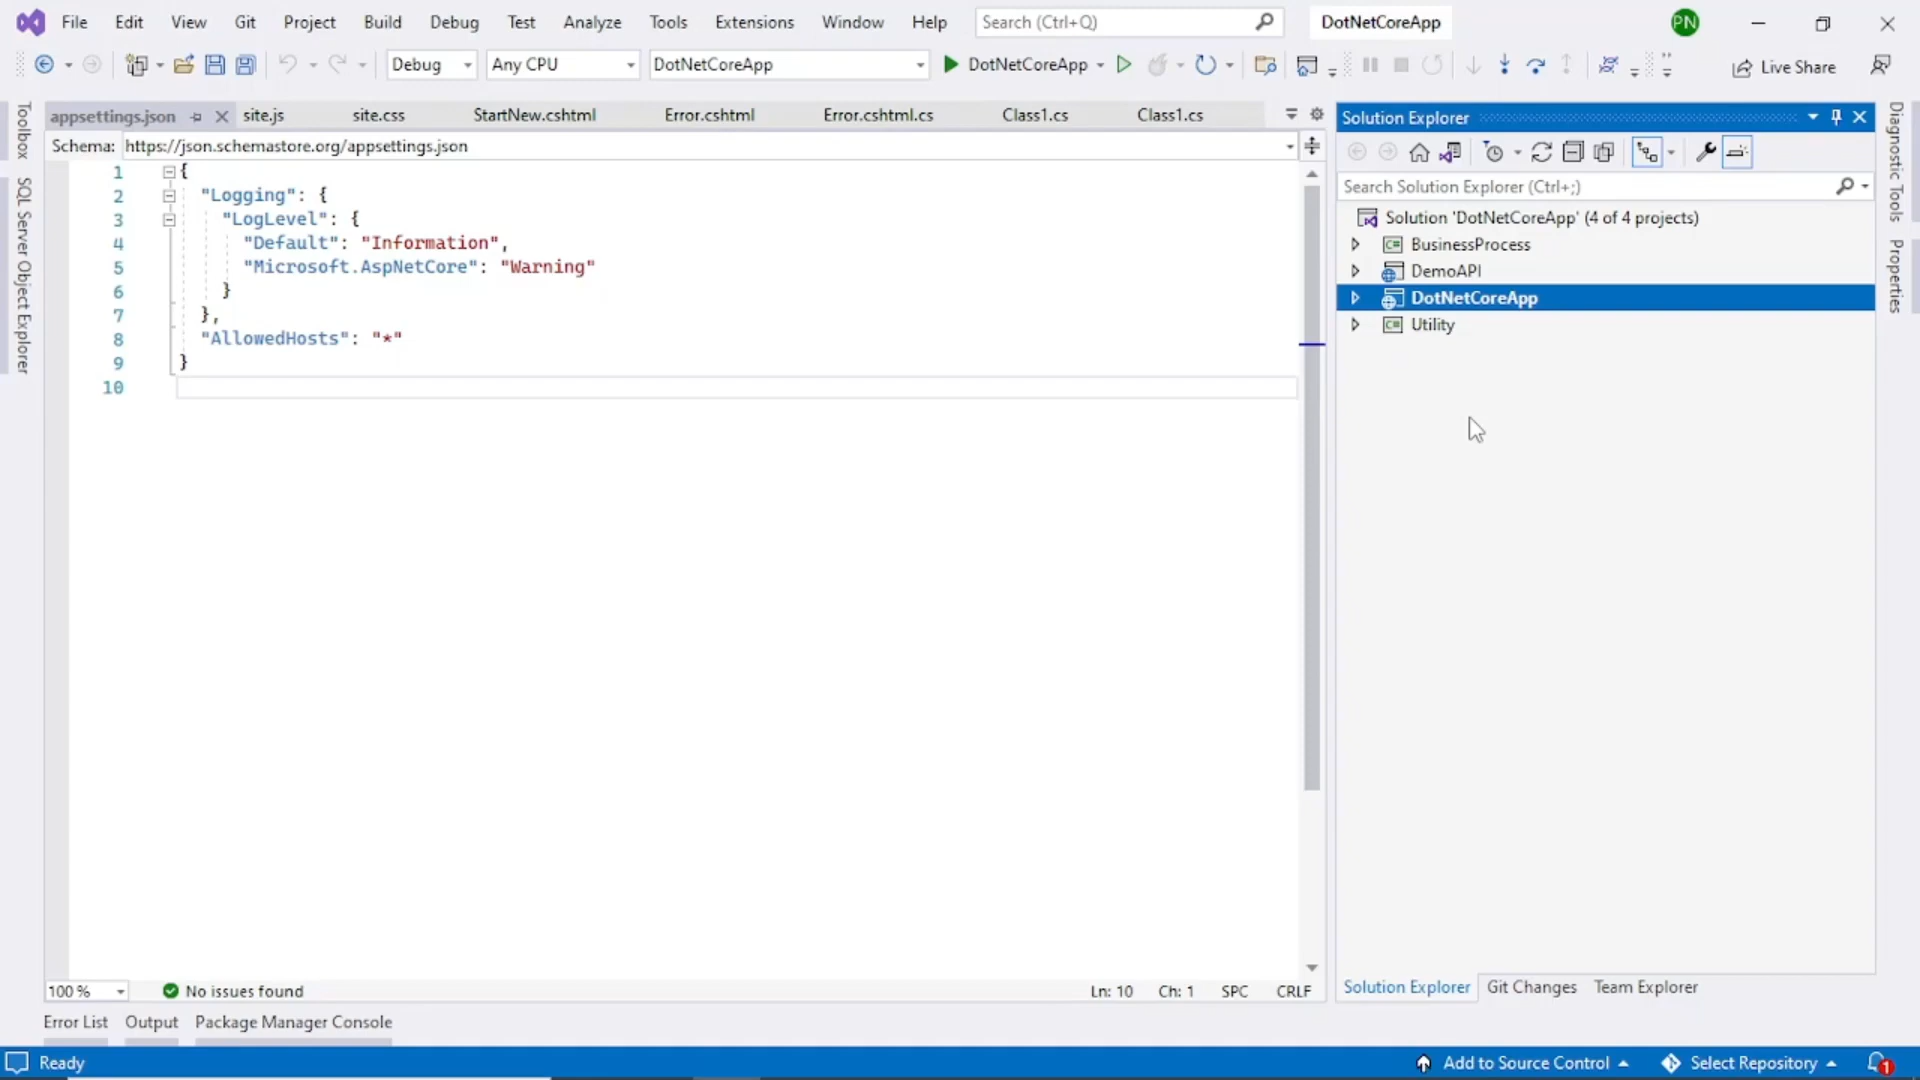 File Edit View Git Project Build Debug Test Analyze Tools Extensions Window Help Search (Ctrl+Q) DotNetCoreApp PN
Debug Any CPU DotNetCoreApp DotNetCoreApp Live Share
appsettings.json site.js site.css StartNew.cshtml Error.cshtml Error.cshtml.cs Class1.cs Class1.cs
Schema: https://json.schemastore.org/appsettings.json
1 {
2 "Logging": {
3 "LogLevel": {
4 "Default": "Information",
5 "Microsoft.AspNetCore": "Warning"
6 }
7 },
8 "AllowedHosts": "*"
9 }
10
100 % No issues found Ln: 10 Ch: 1 SPC CRLF
Error List Output Package Manager Console
Toolbox
SQL Server Object Explorer
Solution Explorer
Search Solution Explorer (Ctrl+;)
Solution 'DotNetCoreApp' (4 of 4 projects)
C# BusinessProcess
DemoAPI
DotNetCoreApp
C# Utility
Solution Explorer Git Changes Team Explorer
Diagnostic Tools
Properties
Ready Add to Source Control Select Repository 1